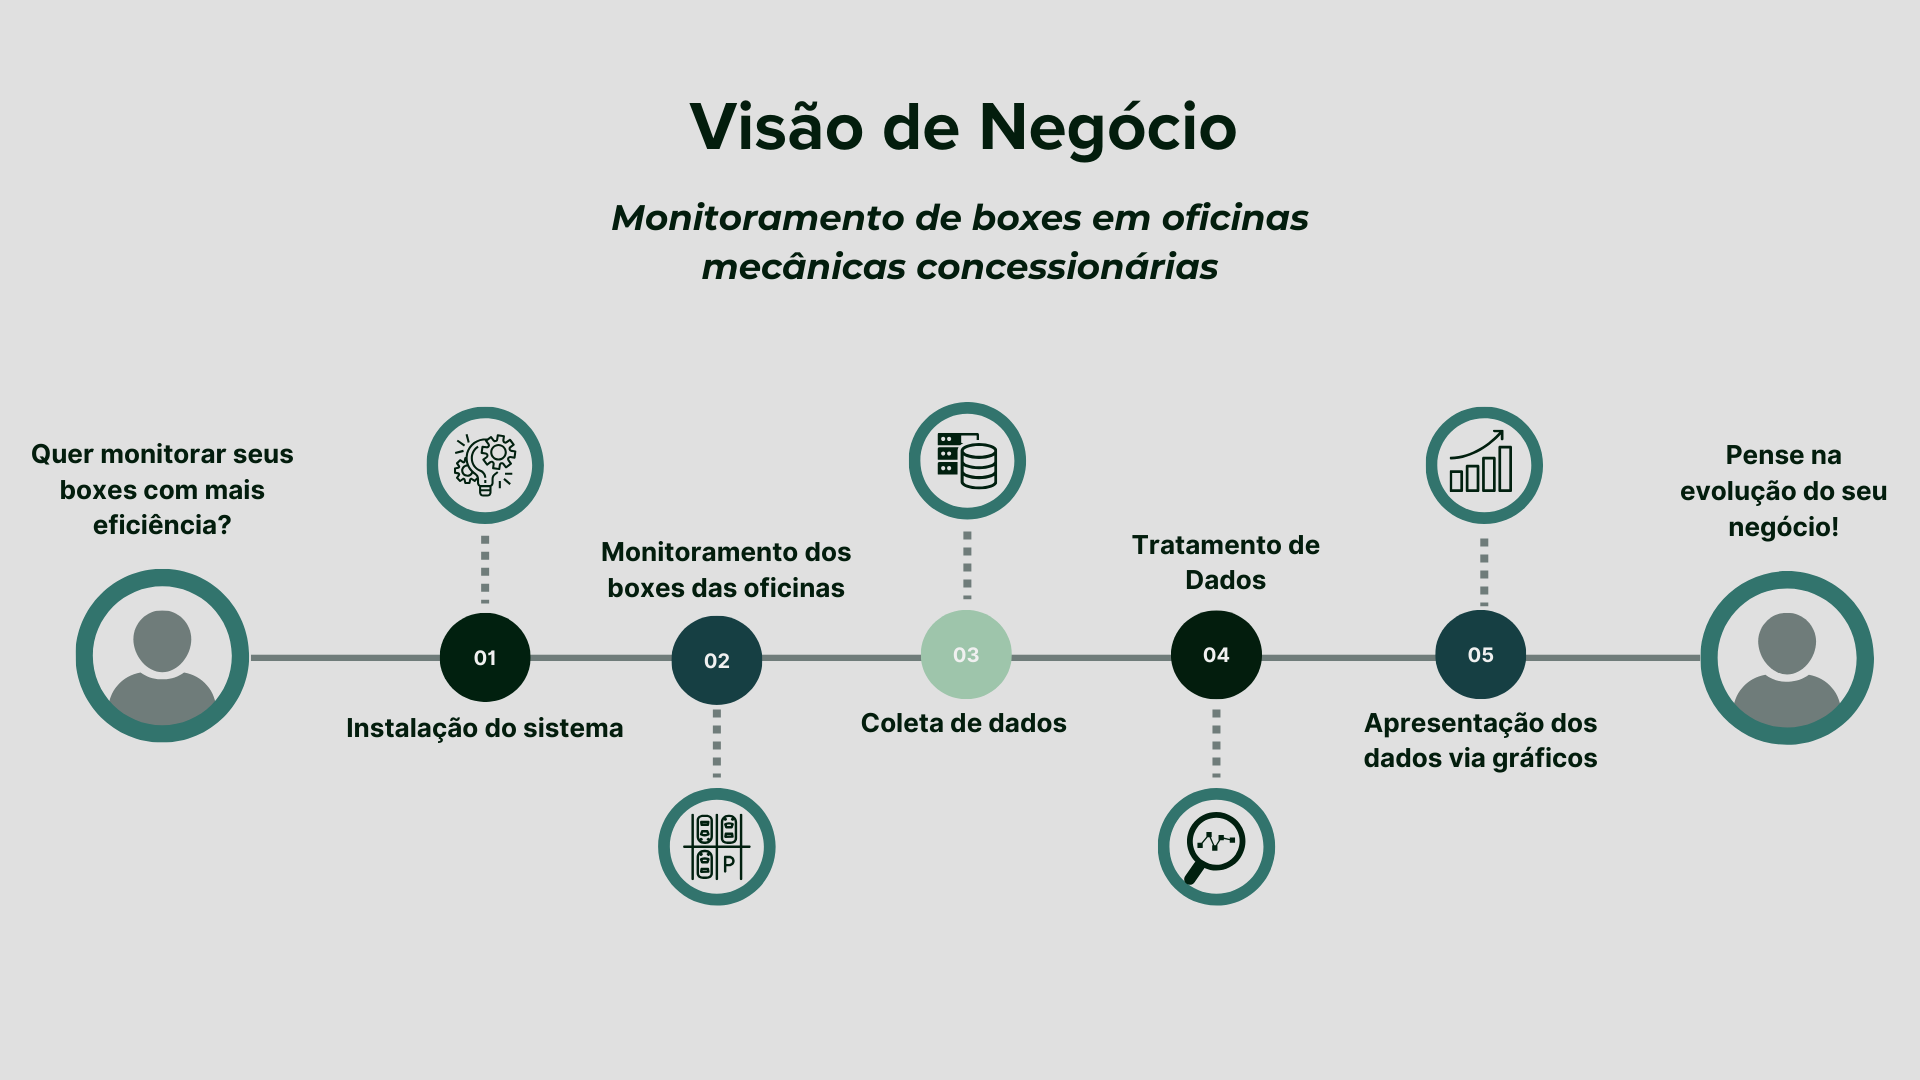 Visão de Negócio
Monitoramento de boxes em oficinas
mecânicas concessionárias
Quer monitorar seus
boxes com mais
eficiência?
01
Instalação do sistema
Monitoramento dos
boxes das oficinas
02
P
03
Coleta de dados
Tratamento de
Dados
04
05
Apresentação dos
dados via gráficos
Pense na
evolução do seu
negócio!